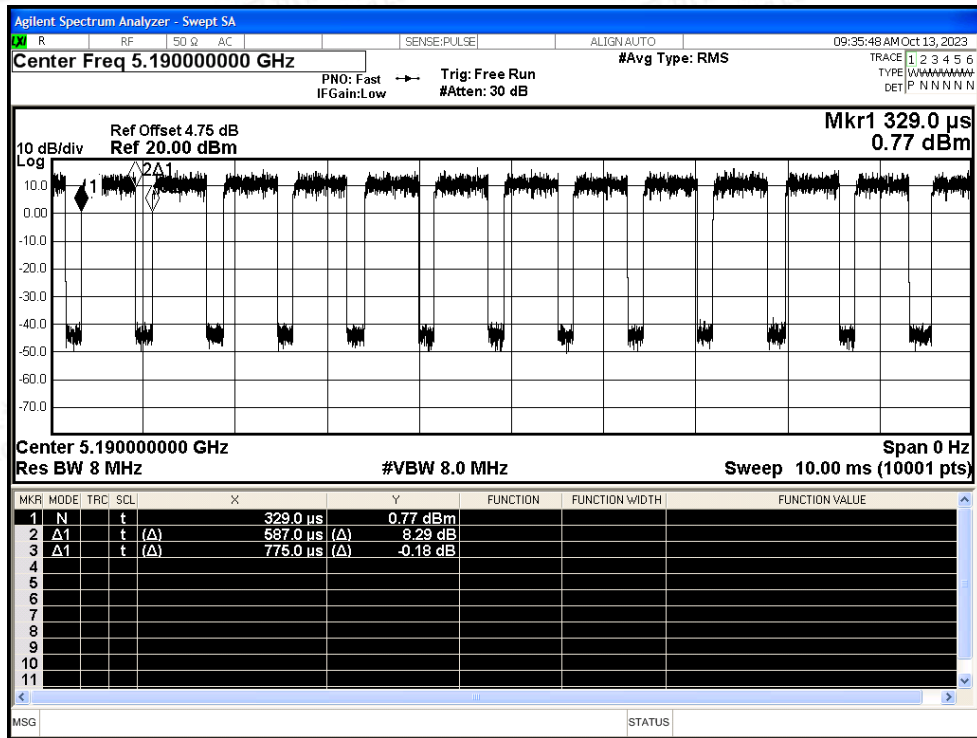 Agilent Spectrum Analyzer - Swept SA
LXI R RF 50 Ω AC SENSE:PULSE ALIGN AUTO 09:35:48 AM Oct 13, 2023
Center Freq 5.190000000 GHz #Avg Type: RMS TRACE 1 2 3 4 5 6
PNO: Fast Trig: Free Run TYPE
IFGain:Low #Atten: 30 dB DET P N N N N N
Mkr1 329.0 µs
Ref Offset 4.75 dB
10 dB/div Ref 20.00 dBm 0.77 dBm
Log
2Δ1
10.0
1
0.00
-10.0
-20.0
-30.0
-40.0
-50.0
-60.0
-70.0
Center 5.190000000 GHz Span 0 Hz
Res BW 8 MHz #VBW 8.0 MHz Sweep 10.00 ms (10001 pts)
MKR MODE TRC SCL X Y FUNCTION FUNCTION WIDTH FUNCTION VALUE
1 N t 329.0 µs 0.77 dBm
2 Δ1 t (Δ) 587.0 µs (Δ) 8.29 dB
3 Δ1 t (Δ) 775.0 µs (Δ) -0.18 dB
4
5
6
7
8
9
10
11
MSG STATUS